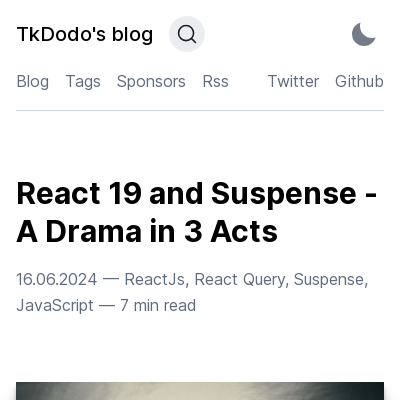 TkDodo's blog
Blog Tags Sponsors Rss Twitter Github
React 19 and Suspense -
A Drama in 3 Acts
16.06.2024 — ReactJs, React Query, Suspense,
JavaScript — 7 min read